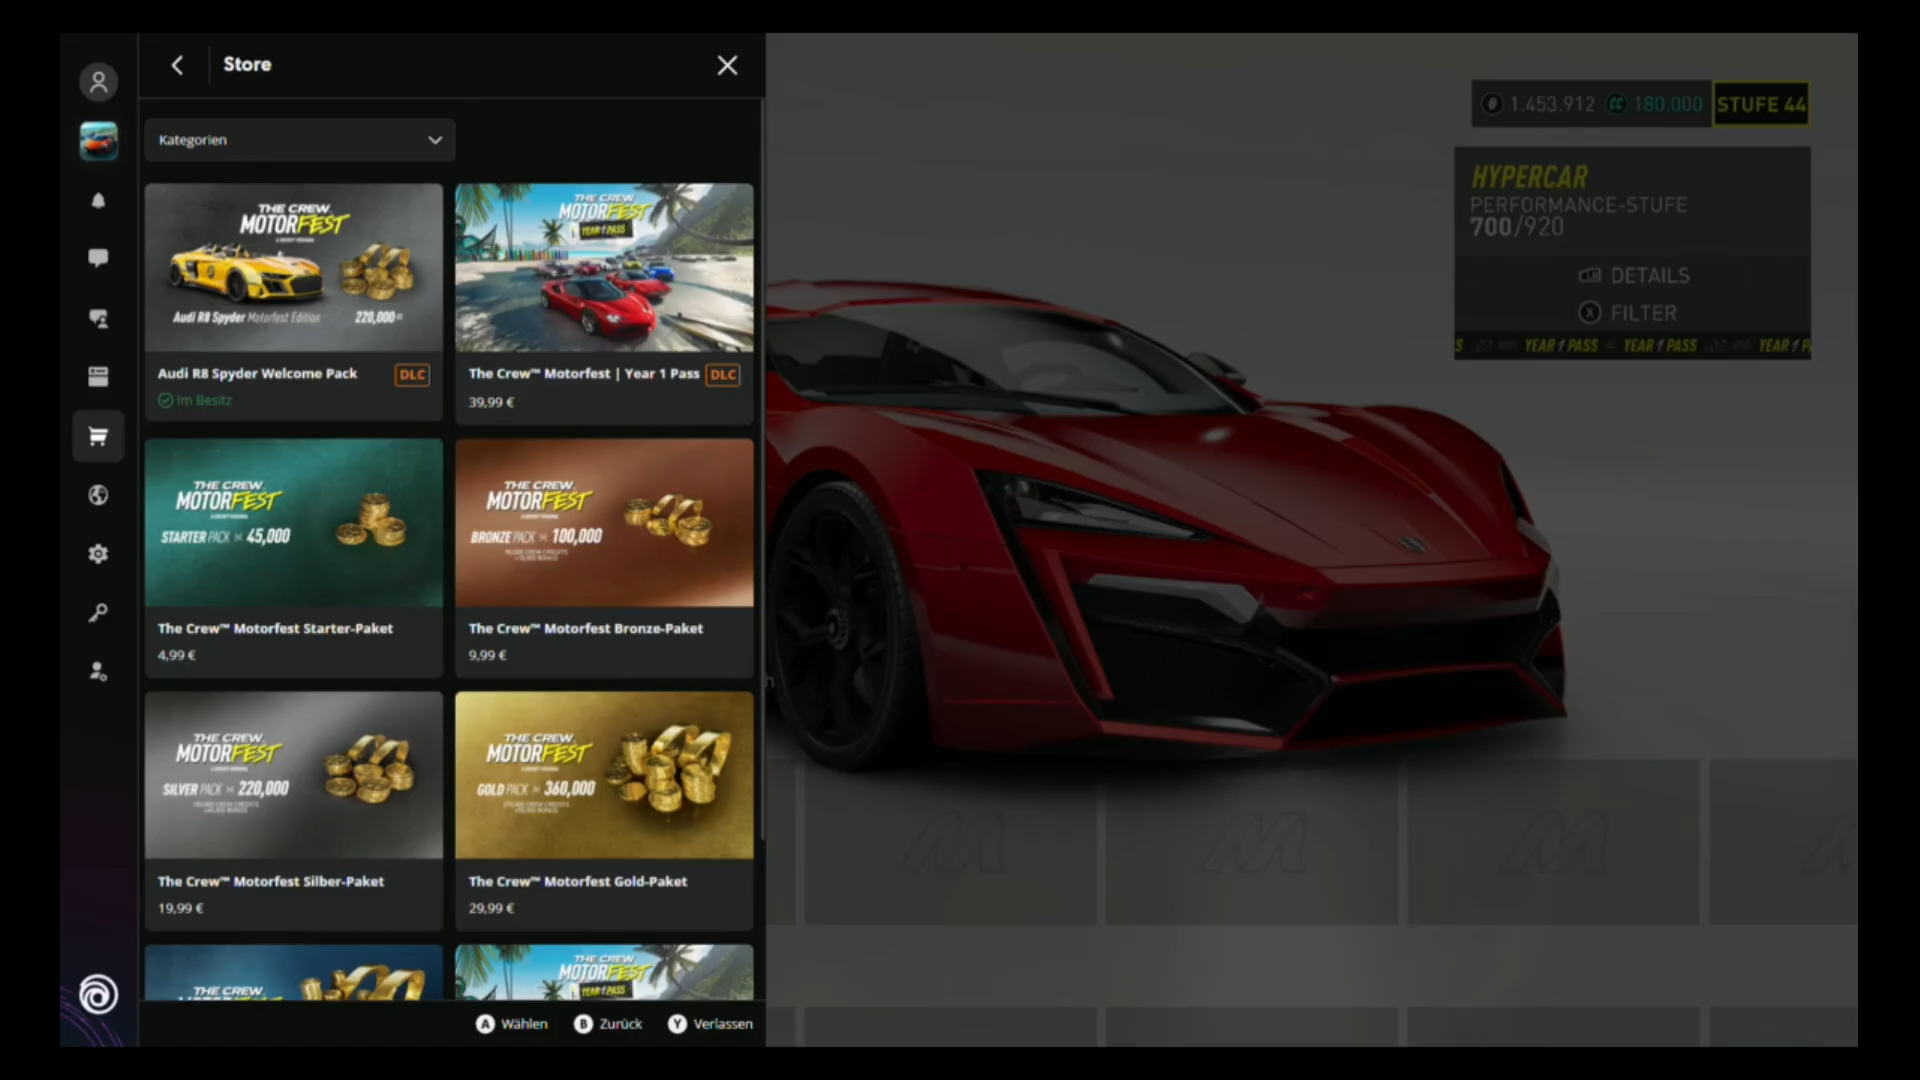 Store
Kategorien
THE CREW
MOTORFEST
Audi R8 Spyder Motorfest Edition 220,000
Audi R8 Spyder Welcome Pack DLC
Im Besitz
THE CREW
MOTORFEST
YEAR 1 PASS
The Crew™ Motorfest | Year 1 Pass DLC
39,99 €
THE CREW
MOTORFEST
STARTER PACK 45,000
The Crew™ Motorfest Starter-Paket
4,99 €
THE CREW
MOTORFEST
BRONZE PACK 100,000
The Crew™ Motorfest Bronze-Paket
9,99 €
THE CREW
MOTORFEST
SILVER PACK 220,000
The Crew™ Motorfest Silber-Paket
19,99 €
THE CREW
MOTORFEST
GOLD PACK 360,000
The Crew™ Motorfest Gold-Paket
29,99 €
THE CREW
THE CREW
MOTORFEST
YEAR 1 PASS
A Wählen B Zurück Y Verlassen
1.453.912 CC 180.000 STUFE 44
HYPERCAR
PERFORMANCE-STUFE
700/920
DETAILS
X FILTER
S YEAR 1 PASS YEAR 1 PASS YEAR 1 P
h